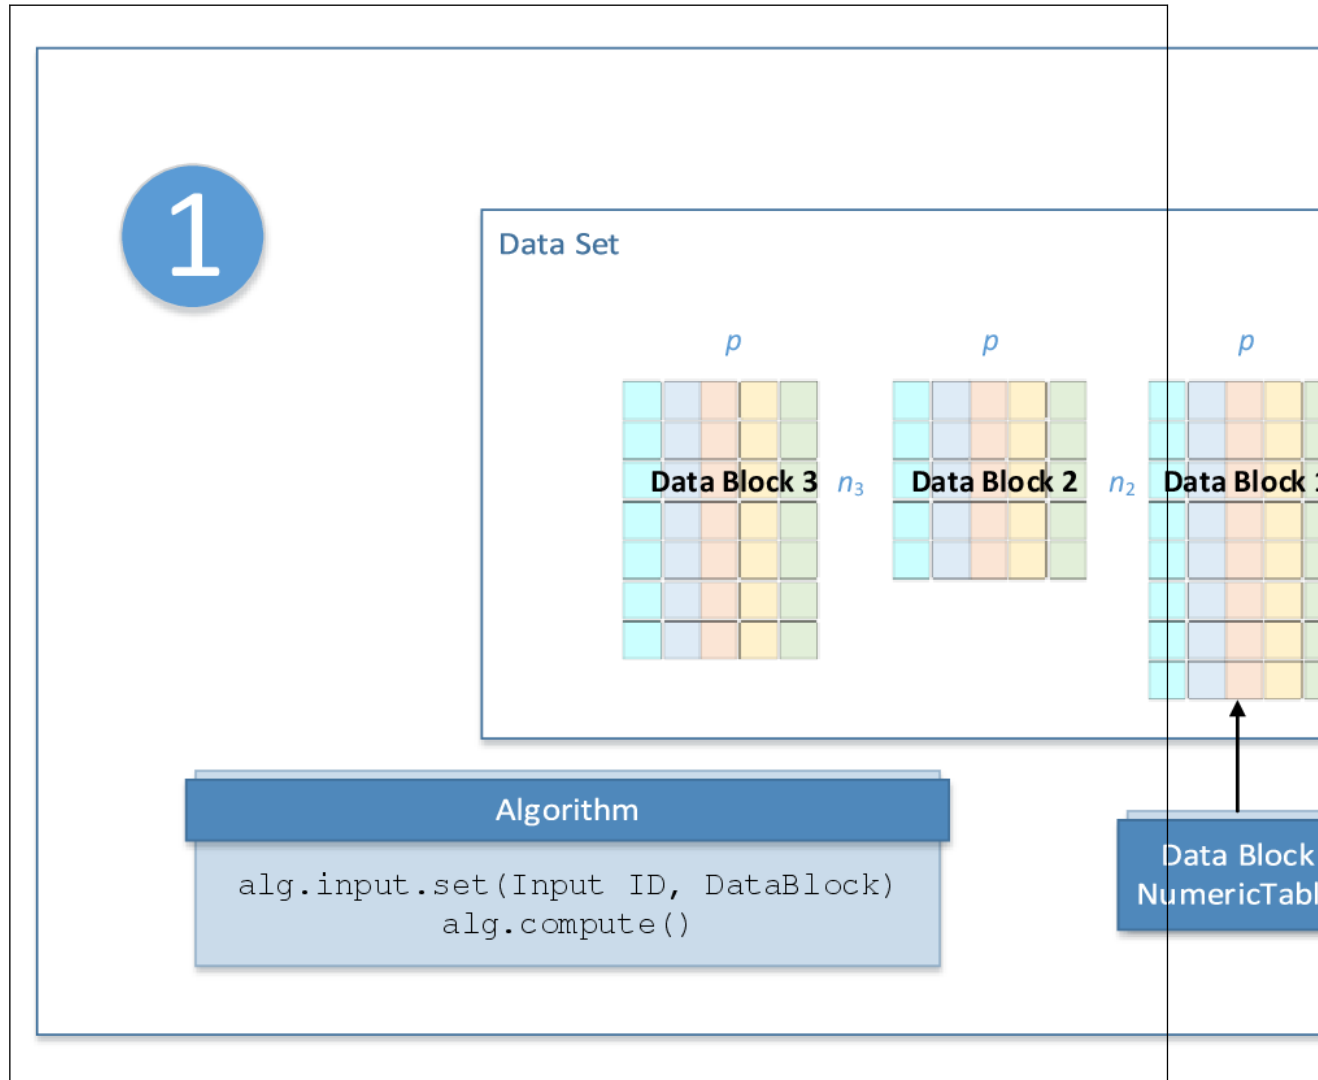 1
Data Set
p p p
Data Block 3 n₃ Data Block 2 n₂ Data Block 1
Algorithm
alg.input.set(Input ID, DataBlock)
alg.compute()
Data Block
NumericTabl